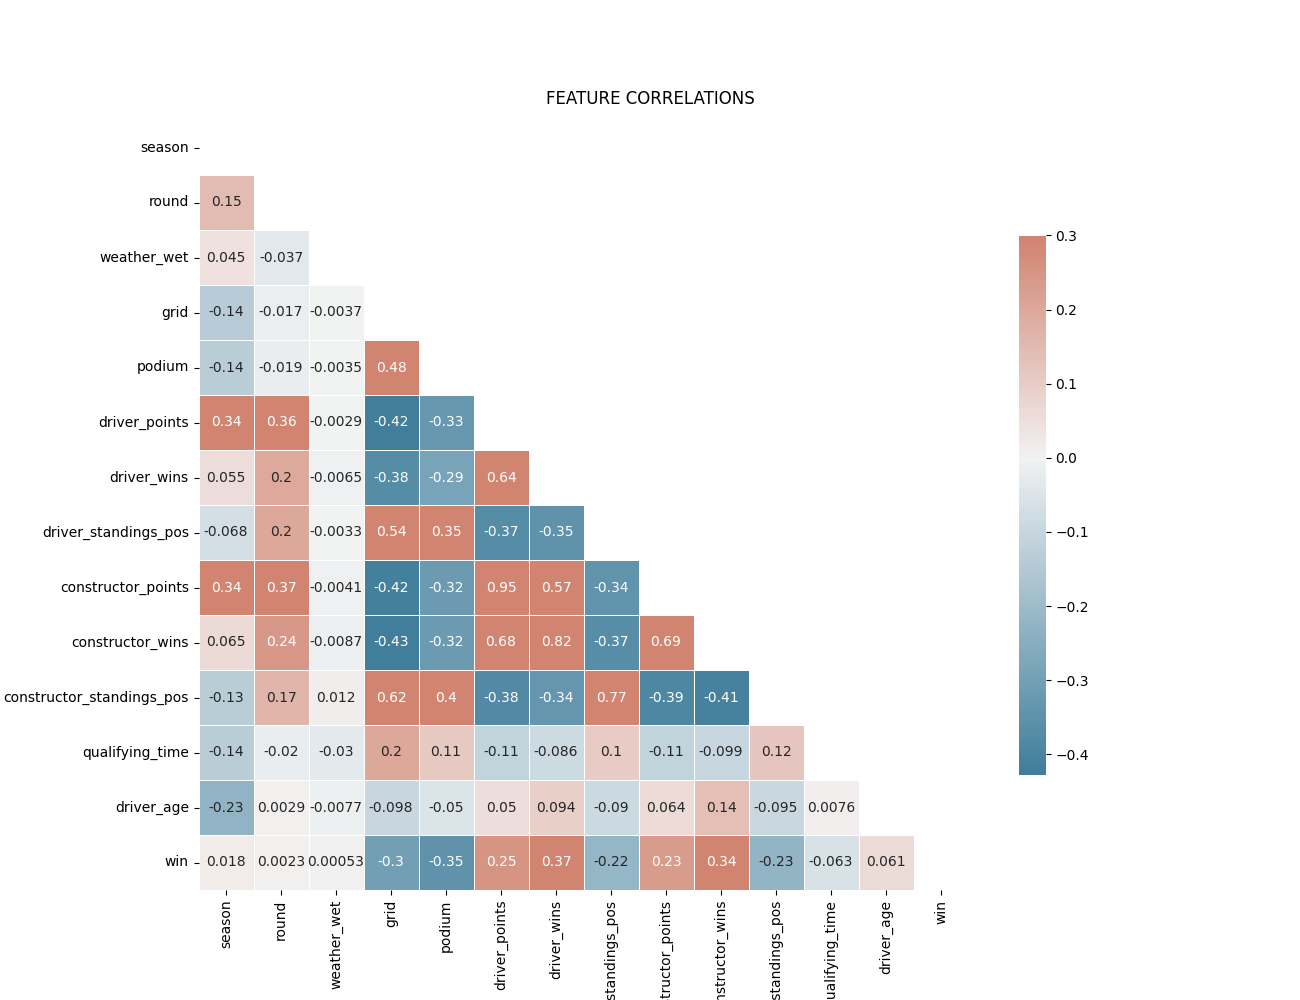 FEATURE CORRELATIONS
season
round 0.15
weather_wet 0.045 -0.037
grid -0.14 -0.017 -0.0037
podium -0.14 -0.019 -0.0035 0.48
driver_points 0.34 0.36 -0.0029 -0.42 -0.33
driver_wins 0.055 0.2 -0.0065 -0.38 -0.29 0.64
driver_standings_pos -0.068 0.2 -0.0033 0.54 0.35 -0.37 -0.35
constructor_points 0.34 0.37 -0.0041 -0.42 -0.32 0.95 0.57 -0.34
constructor_wins 0.065 0.24 -0.0087 -0.43 -0.32 0.68 0.82 -0.37 0.69
constructor_standings_pos -0.13 0.17 0.012 0.62 0.4 -0.38 -0.34 0.77 -0.39 -0.41
qualifying_time -0.14 -0.02 -0.03 0.2 0.11 -0.11 -0.086 0.1 -0.11 -0.099 0.12
driver_age -0.23 0.0029 -0.0077 -0.098 -0.05 0.05 0.094 -0.09 0.064 0.14 -0.095 0.0076
win 0.018 0.0023 0.00053 -0.3 -0.35 0.25 0.37 -0.22 0.23 0.34 -0.23 -0.063 0.061
season
round
weather_wet
grid
podium
driver_points
driver_wins
standings_pos
tructor_points
nstructor_wins
standings_pos
ualifying_time
driver_age
win
0.3
0.2
0.1
0.0
−0.1
−0.2
−0.3
−0.4